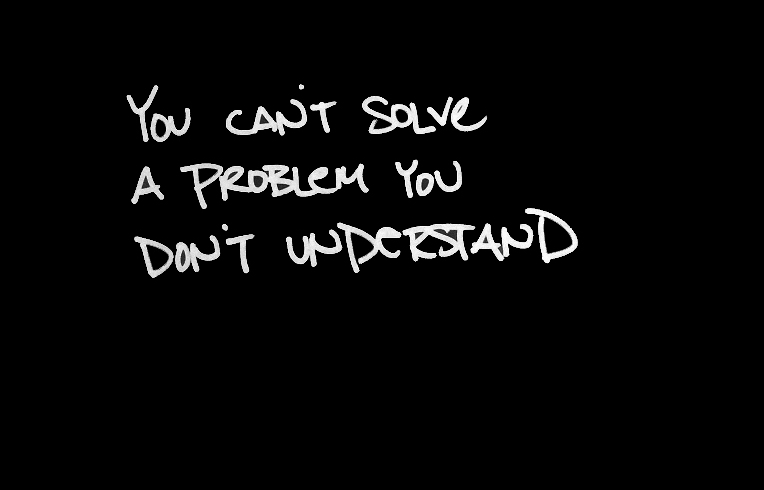 YOU CAN'T SOLVE
A PROBLEM YOU
DON'T UNDERSTAND